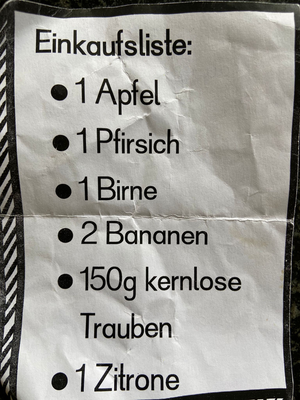 Einkaufsliste:
● 1 Apfel
● 1 Pfirsich
● 1 Birne
● 2 Bananen
● 150g kernlose
Trauben
● 1 Zitrone